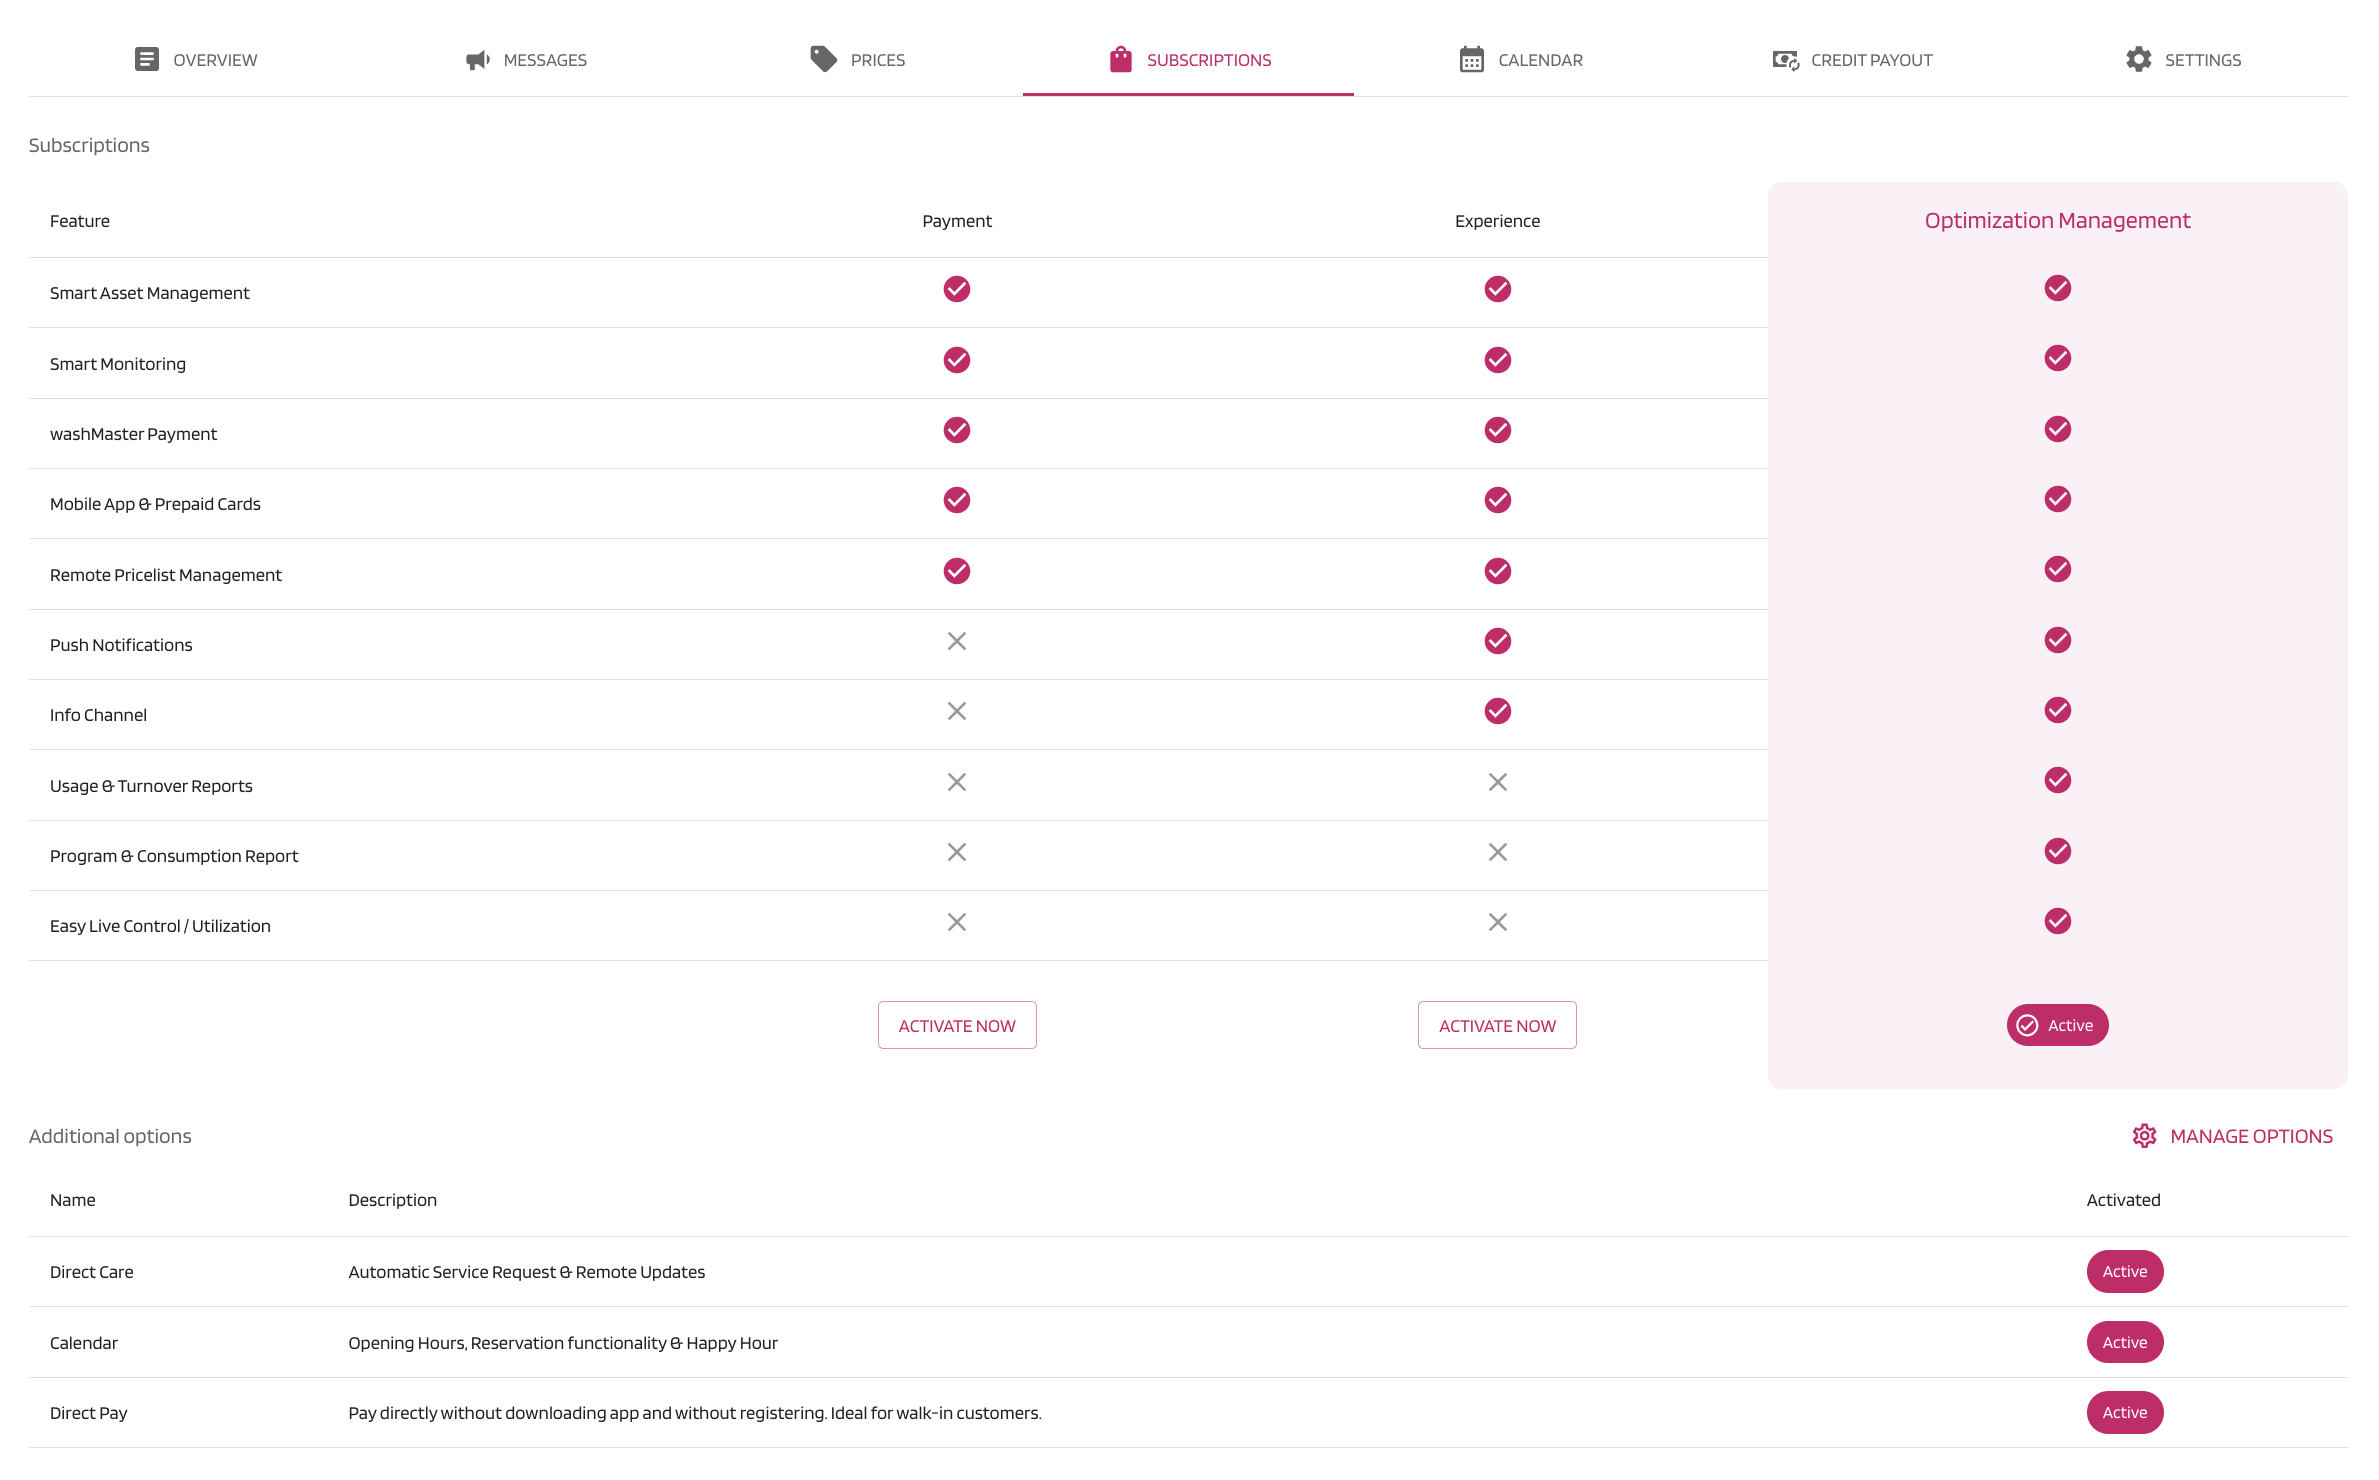 OVERVIEW MESSAGES PRICES SUBSCRIPTIONS CALENDAR CREDIT PAYOUT SETTINGS
Subscriptions
Feature Payment Experience Optimization Management
Smart Asset Management
Smart Monitoring
washMaster Payment
Mobile App & Prepaid Cards
Remote Pricelist Management
Push Notifications
Info Channel
Usage & Turnover Reports
Program & Consumption Report
Easy Live Control / Utilization
ACTIVATE NOW ACTIVATE NOW Active
Additional options MANAGE OPTIONS
Name Description Activated
Direct Care Automatic Service Request & Remote Updates Active
Calendar Opening Hours, Reservation functionality & Happy Hour Active
Direct Pay Pay directly without downloading app and without registering. Ideal for walk-in customers. Active